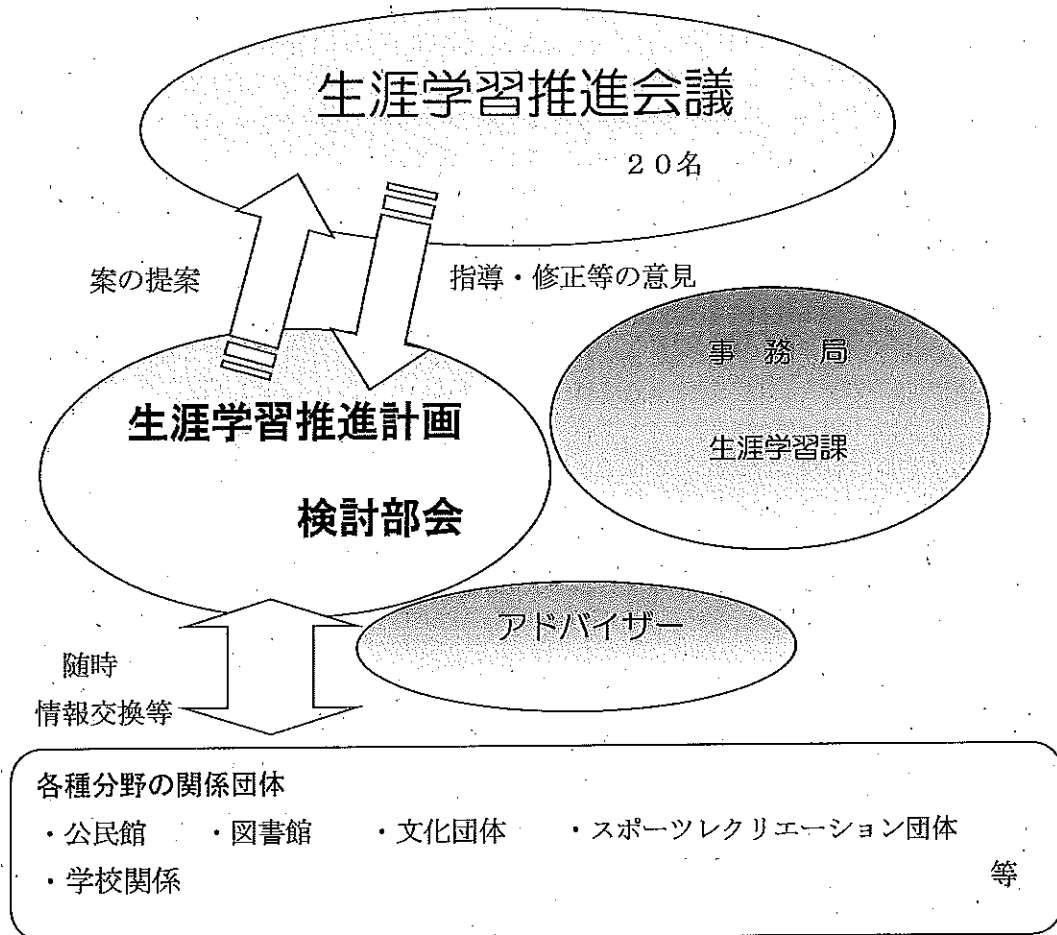 生涯学習推進会議
２０名
案の提案
指導・修正等の意見
事　務　局
生涯学習課
生涯学習推進計画
検討部会
アドバイザー
随時
情報交換等
各種分野の関係団体
・公民館　・図書館　・文化団体　・スポーツレクリエーション団体
・学校関係　等